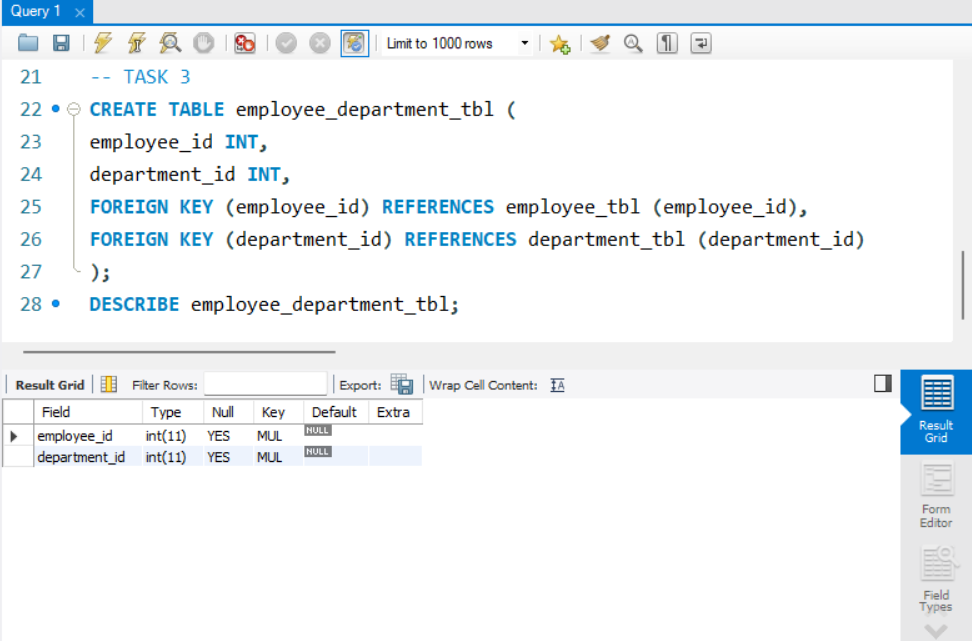 Query 1
Limit to 1000 rows
21 -- TASK 3
22 CREATE TABLE employee_department_tbl (
23 employee_id INT,
24 department_id INT,
25 FOREIGN KEY (employee_id) REFERENCES employee_tbl (employee_id),
26 FOREIGN KEY (department_id) REFERENCES department_tbl (department_id)
27 );
28 DESCRIBE employee_department_tbl;
Result Grid Filter Rows: Export: Wrap Cell Content: IA
Field Type Null Key Default Extra
employee_id int(11) YES MUL NULL
department_id int(11) YES MUL NULL
Result
Grid
Form
Editor
Field
Types